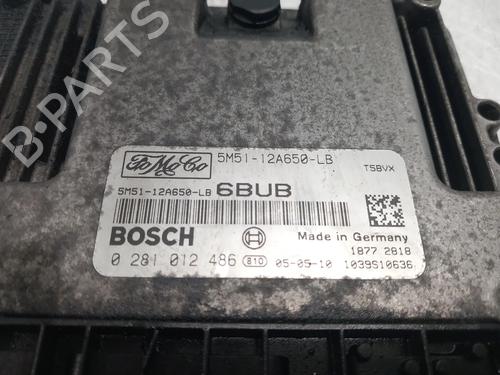 FoMoCo
5M51-12A650-LB
T5BVX
5M51-12A650-LB 6BUB
BOSCH
Made in Germany
1877 2818
0 281 012 486 810 05-05-10 1039S10636
B-PARTS